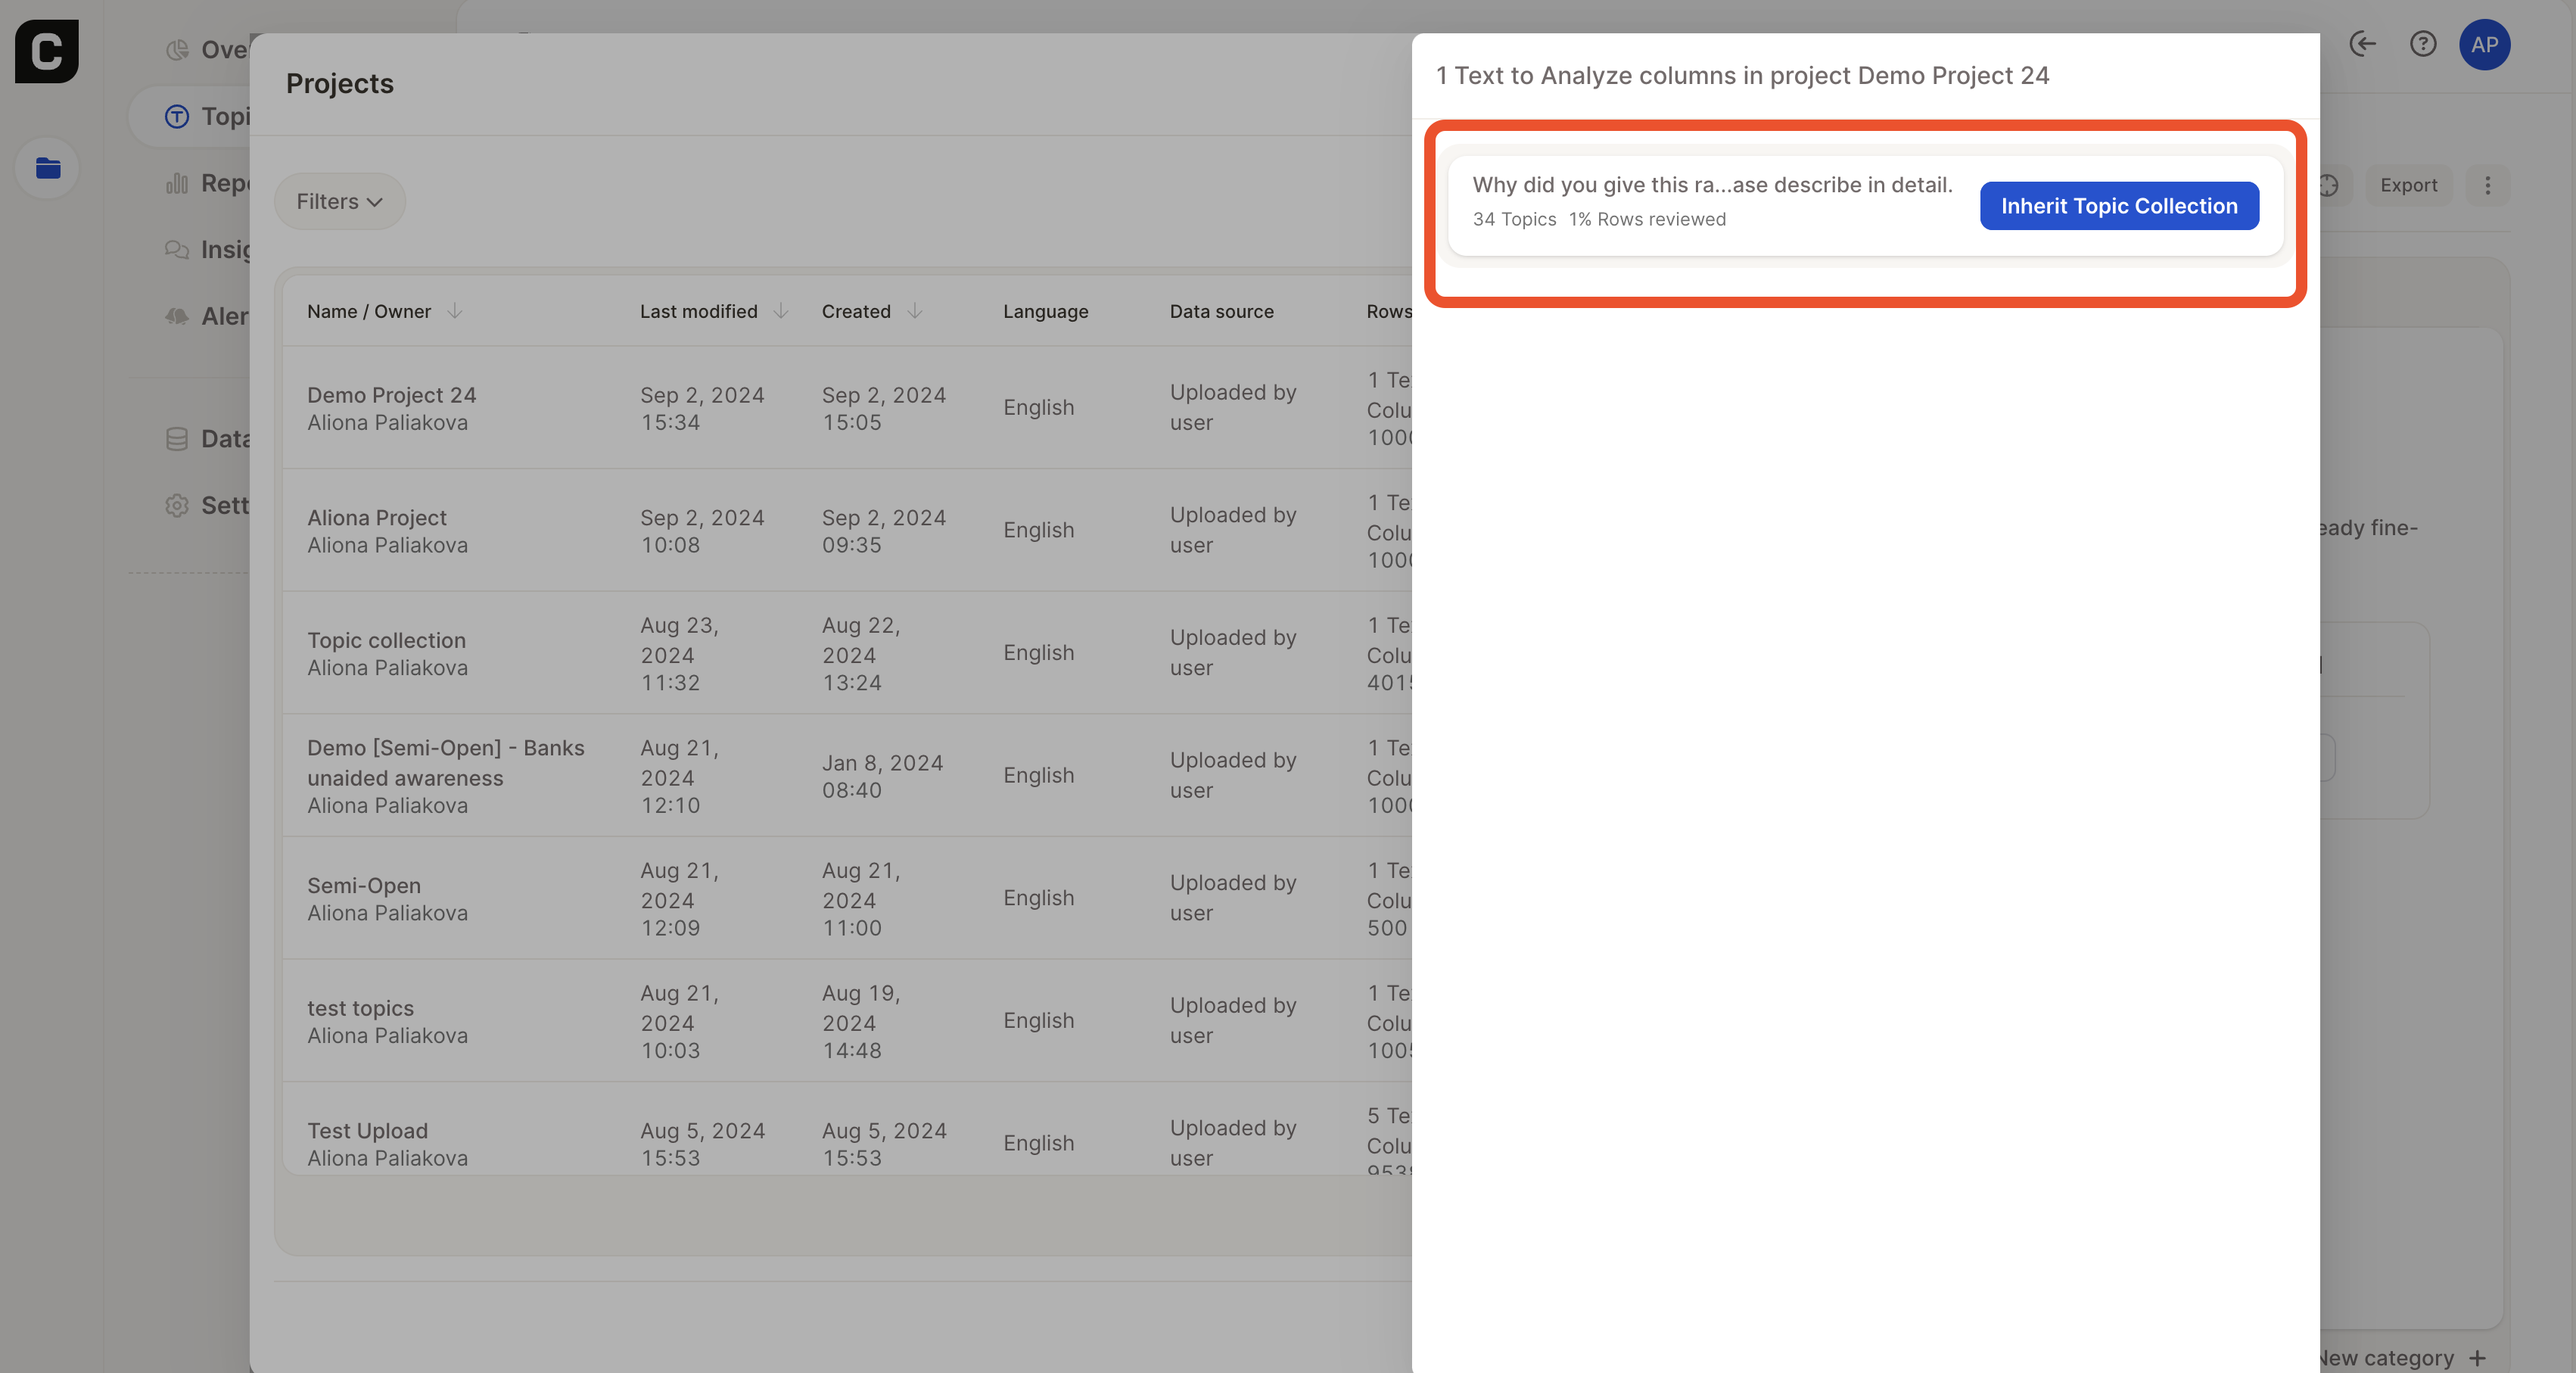 C
Ove
Topi
Repo
Insig
Aler
Data
Sett
Projects
Filters
Name / Owner
Last modified
Created
Language
Data source
Rows
Demo Project 24
Aliona Paliakova
Sep 2, 2024
15:34
Sep 2, 2024
15:05
English
Uploaded by
user
1 Te
Colu
100
Aliona Project
Aliona Paliakova
Sep 2, 2024
10:08
Sep 2, 2024
09:35
English
Uploaded by
user
1 Te
Colu
100
Topic collection
Aliona Paliakova
Aug 23,
2024
11:32
Aug 22,
2024
13:24
English
Uploaded by
user
1 Te
Colu
401
Demo [Semi-Open] - Banks
unaided awareness
Aliona Paliakova
Aug 21,
2024
12:10
Jan 8, 2024
08:40
English
Uploaded by
user
1 Te
Colu
100
Semi-Open
Aliona Paliakova
Aug 21,
2024
12:09
Aug 21,
2024
11:00
English
Uploaded by
user
1 Te
Colu
500
test topics
Aliona Paliakova
Aug 21,
2024
10:03
Aug 19,
2024
14:48
English
Uploaded by
user
1 Te
Colu
100
Test Upload
Aliona Paliakova
Aug 5, 2024
15:53
Aug 5, 2024
15:53
English
Uploaded by
user
5 Te
Colu
953
1 Text to Analyze columns in project Demo Project 24
Why did you give this ra...ase describe in detail.
34 Topics 1% Rows reviewed
Inherit Topic Collection
AP
Export
eady fine-
New category +